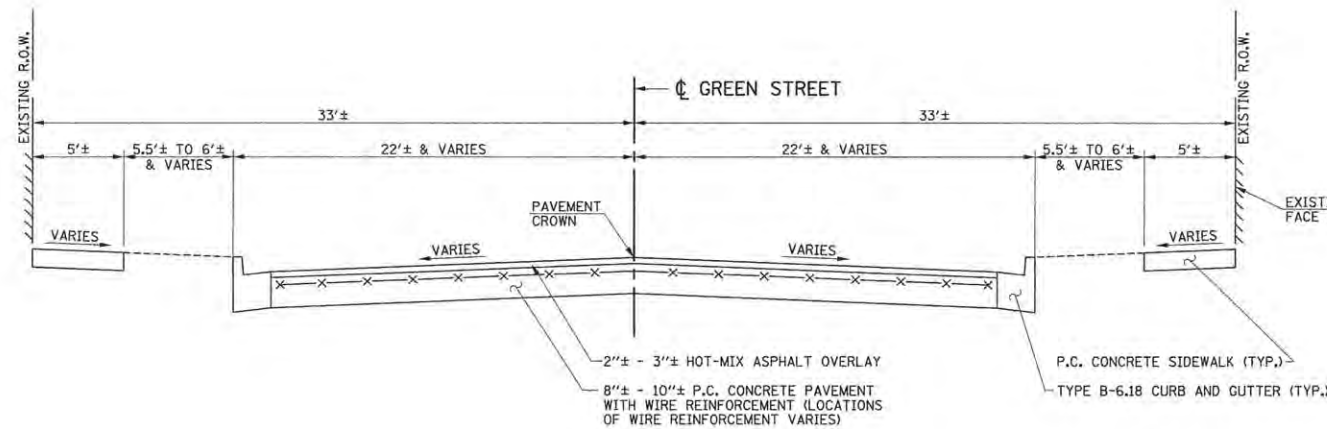 EXISTING R.O.W.
EXISTING R.O.W.
℄ GREEN STREET
33'±
33'±
5'±
5.5'± TO 6'±
& VARIES
22'± & VARIES
22'± & VARIES
5.5'± TO 6'±
& VARIES
5'±
PAVEMENT
CROWN
EXIST
FACE
VARIES
VARIES
VARIES
VARIES
2"± - 3"± HOT-MIX ASPHALT OVERLAY
P.C. CONCRETE SIDEWALK (TYP.)
8"± - 10"± P.C. CONCRETE PAVEMENT
WITH WIRE REINFORCEMENT (LOCATIONS
OF WIRE REINFORCEMENT VARIES)
TYPE B-6.18 CURB AND GUTTER (TYP.)